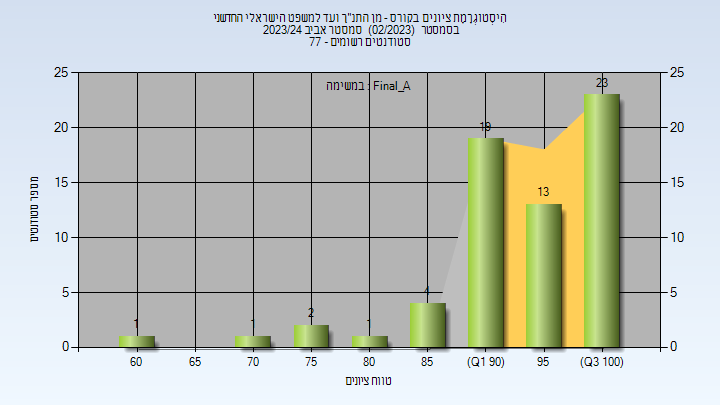 הִיסְטוֹגְרָמַת ציונים בקורס - מן התנ"ך ועד למשפט הישראלי החדשני
בסמסטר (02/2023) סמסטר אביב 2023/24
סטודנטים רשומים - 77
במשימה : Final_A
25 25
20 20
15 15
10 10
5 5
0 0
1 1 2 1 4 19 13 23
60 65 70 75 80 85 (Q1 90) 95 (Q3 100)
מספר סטודנטים
טווח ציונים